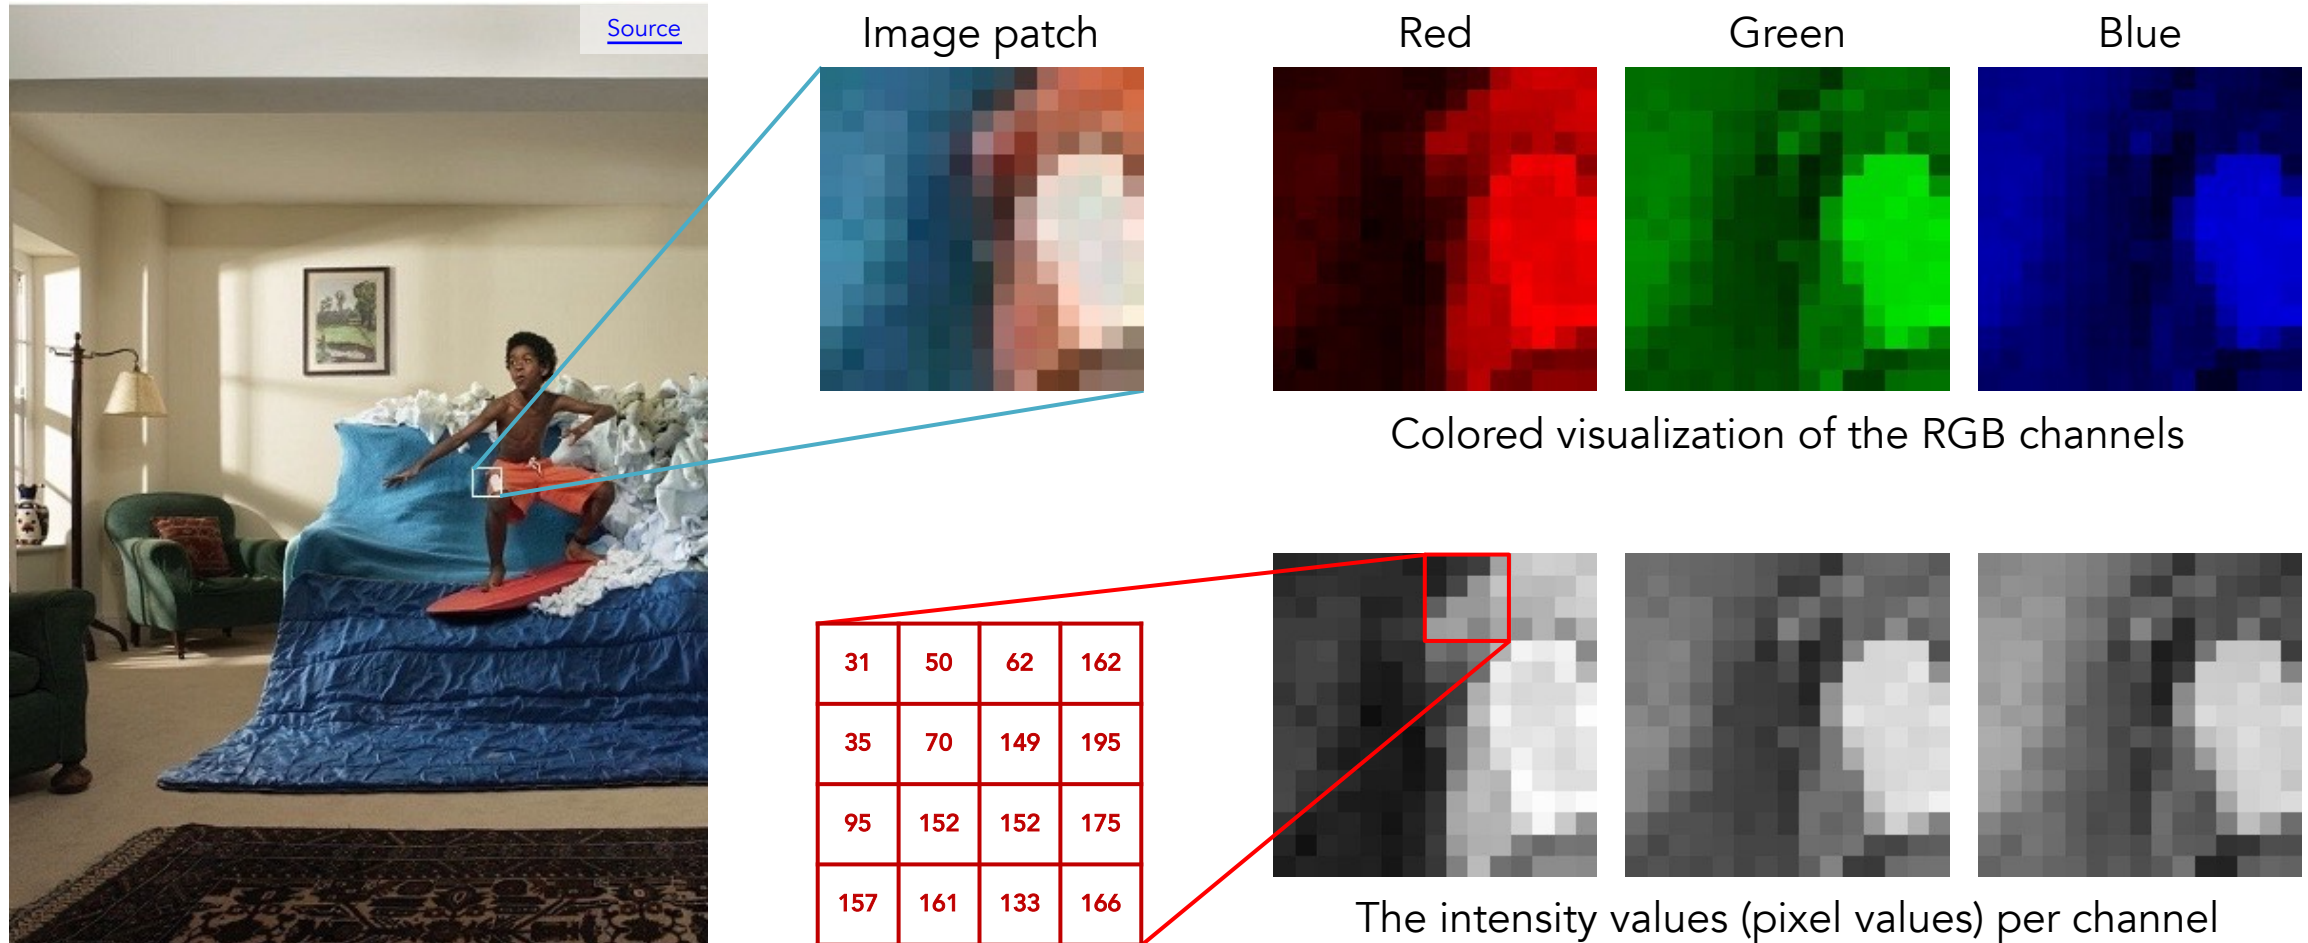 Source
Image patch
Red
Green
Blue
Colored visualization of the RGB channels
31 50 62 162
35 70 149 195
95 152 152 175
157 161 133 166
The intensity values (pixel values) per channel